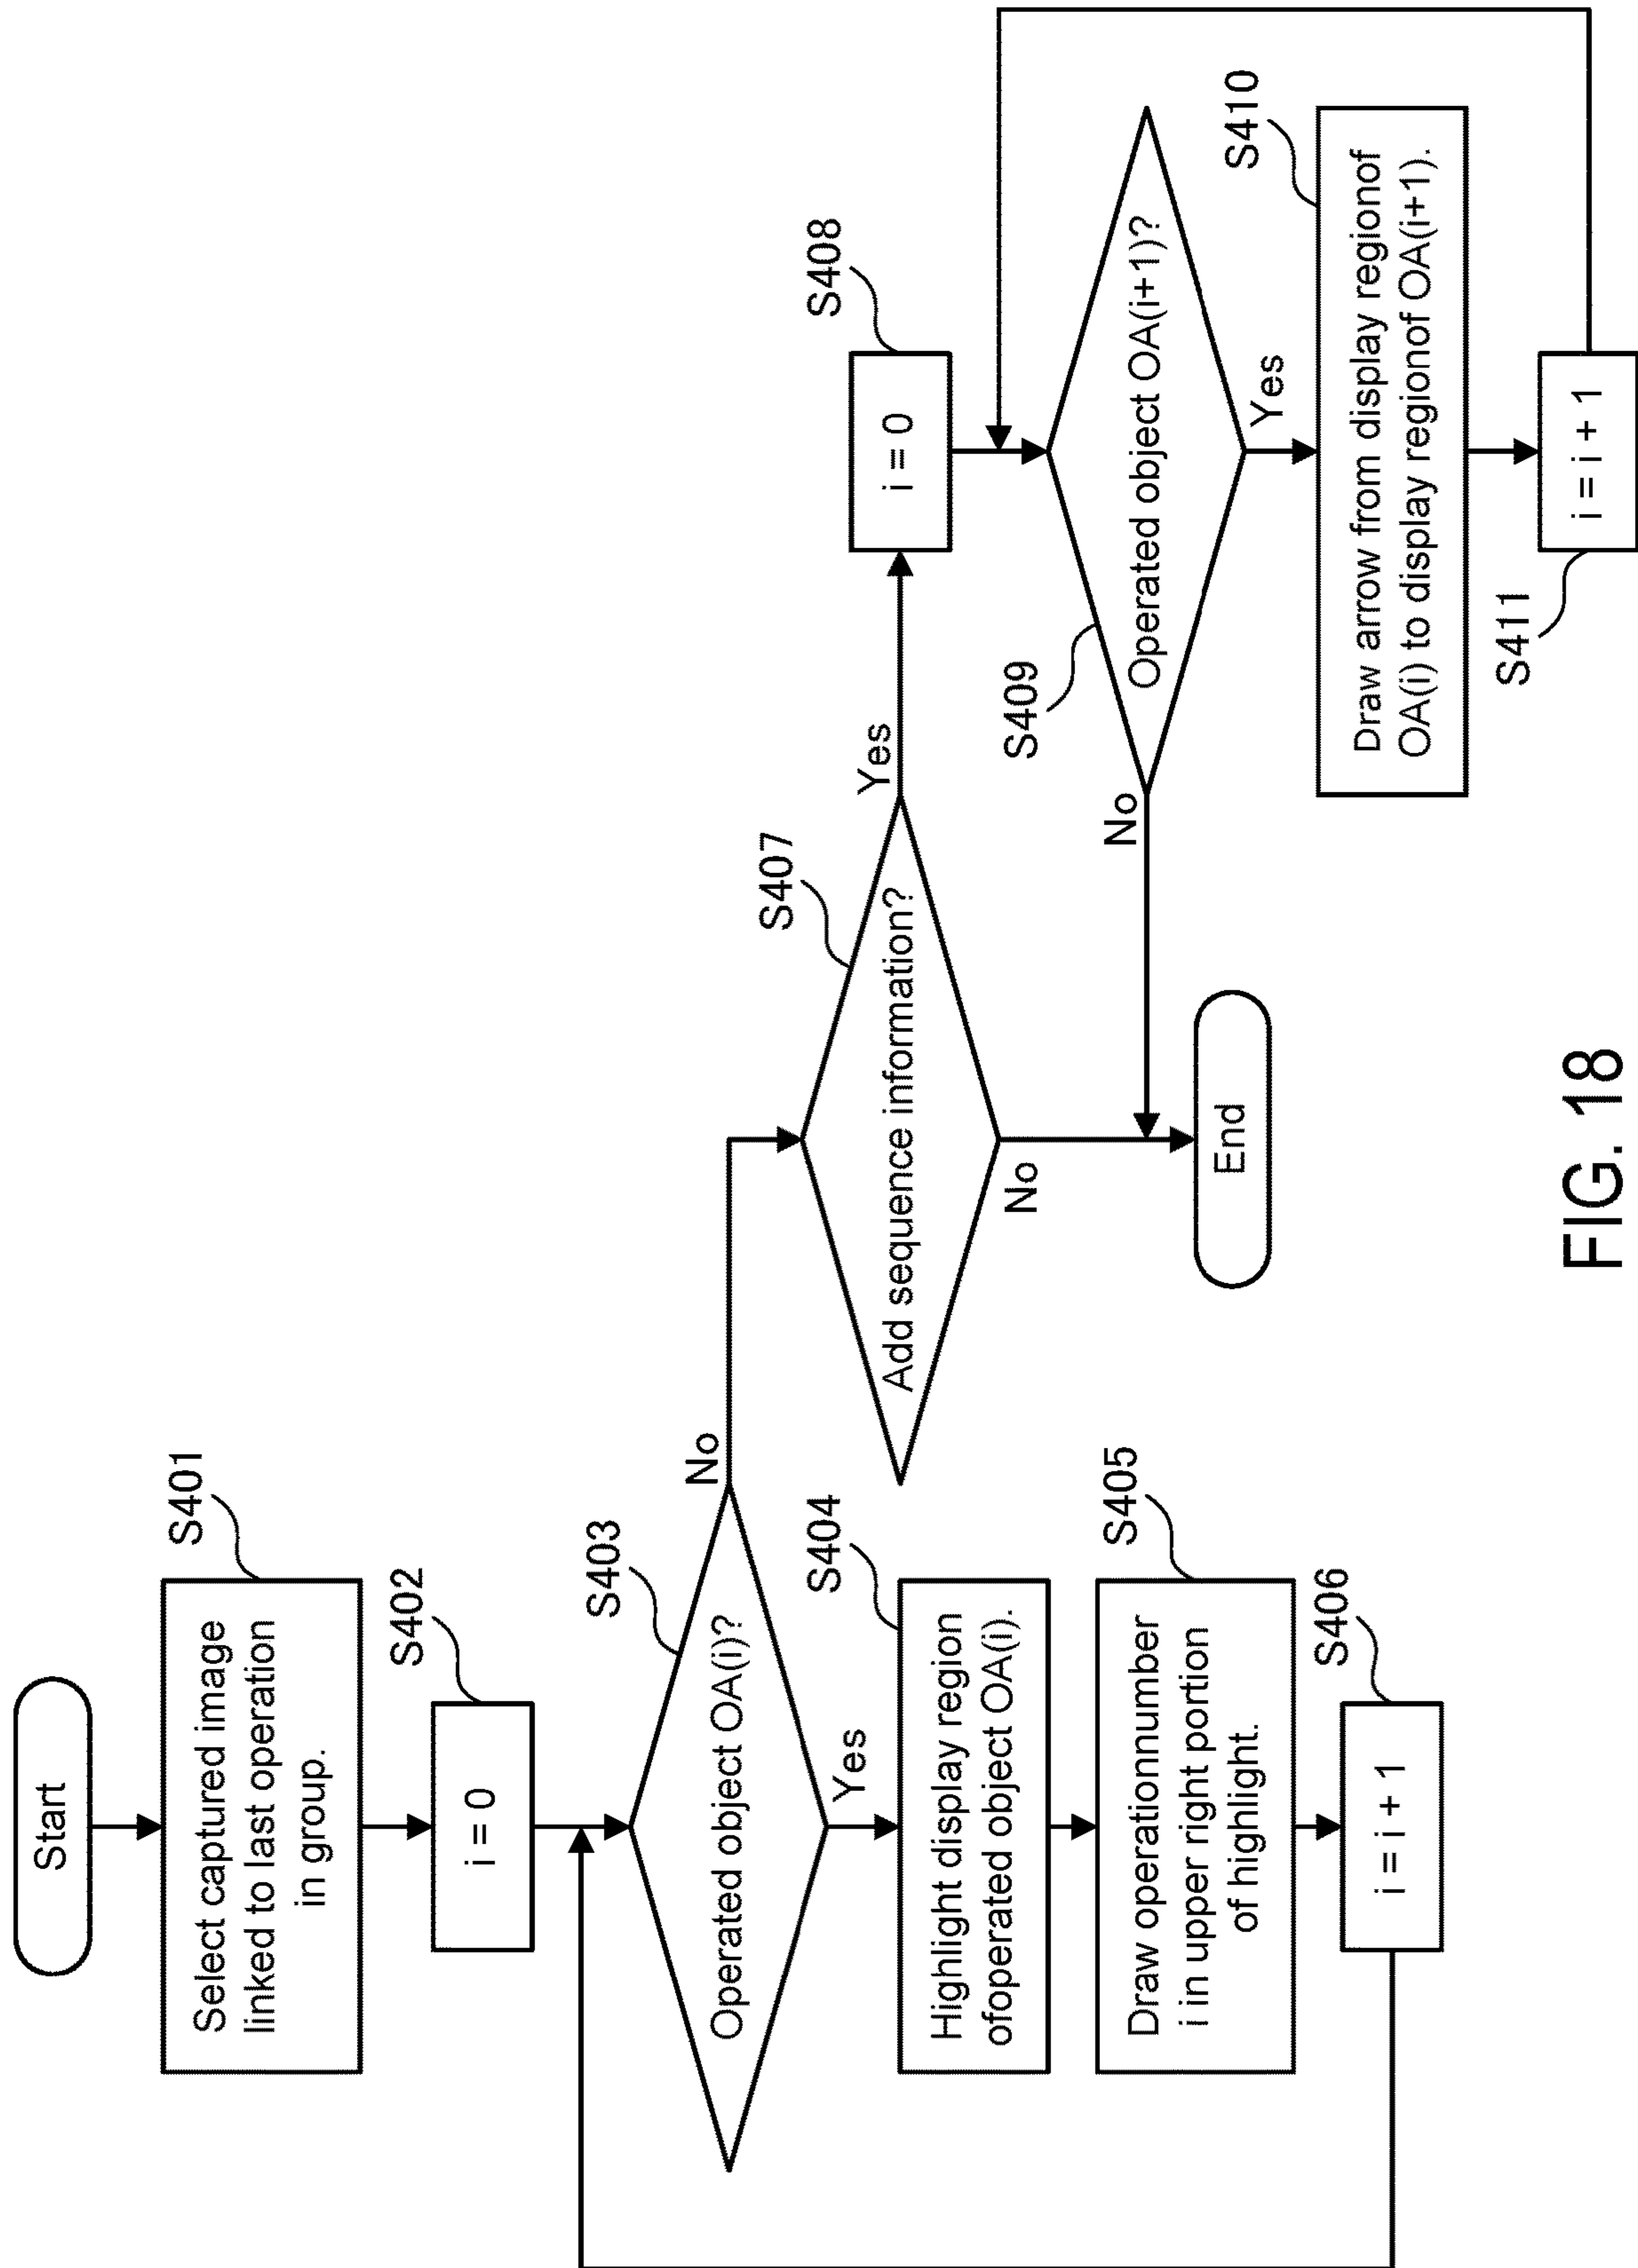 Start
S401
Select captured image
linked to last operation
in group.
S402
i = 0
S403
Operated object OA(i)?
No
Yes
S404
Highlight display region
ofoperated object OA(i).
S405
Draw operationnumber
i in upper right portion
of highlight.
S406
i = i + 1
S407
Add sequence information?
Yes
No
S408
i = 0
S409
Operated object OA(i+1)?
No
Yes
S410
Draw arrow from display regionof
OA(i) to display regionof OA(i+1).
S411
i = i + 1
End
FIG. 18